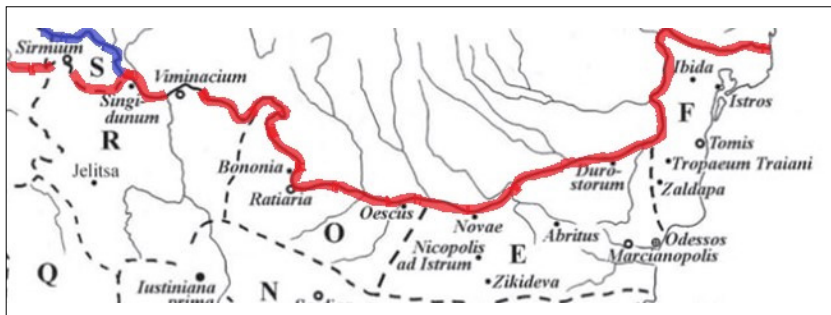 Sirmium
S
Viminacium
Singi-
dunum
R
Jelitsa
Bononia
Ratiaria
Oescus
Novae
Duro-
storum
Ibida
F
Istros
Tomis
Tropaeum Traiani
Zaldapa
O
E
Abritus
Odessos
Marcianopolis
Nicopolis
ad Istrum
Zikideva
Q
Iustiniana
prima
N